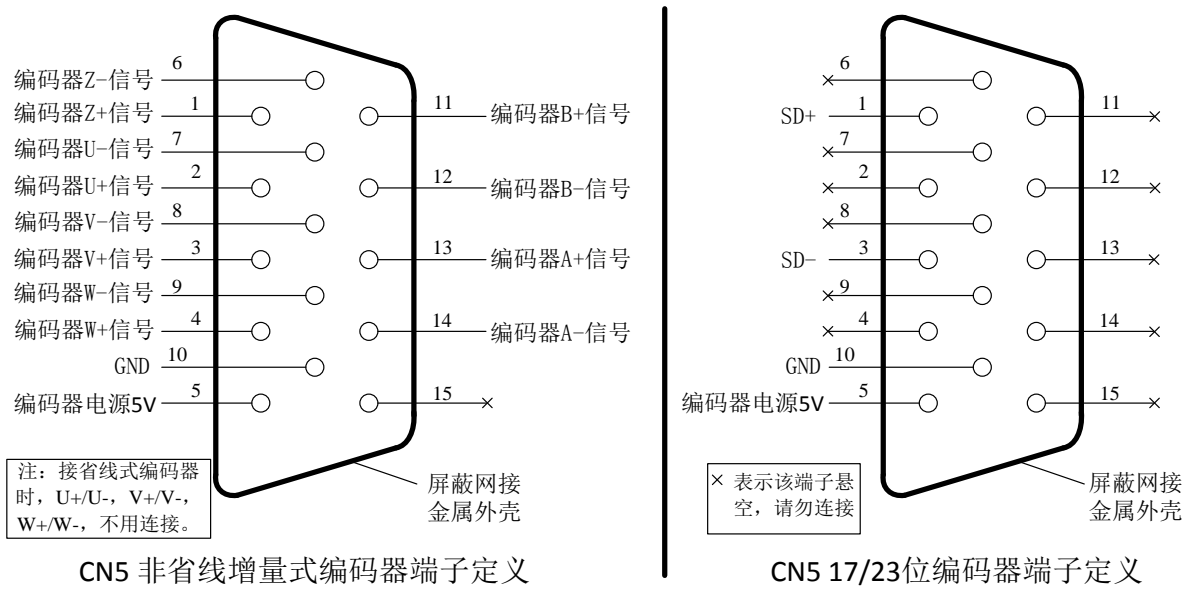 6
编码器Z-信号
1
编码器Z+信号
11
编码器B+信号
7
编码器U-信号
2
编码器U+信号
12
编码器B-信号
8
编码器V-信号
3
编码器V+信号
13
编码器A+信号
9
编码器W-信号
4
编码器W+信号
14
编码器A-信号
10
GND
5
编码器电源5V
15
×
注：接省线式编码器
时，U+/U-，V+/V-，
W+/W-，不用连接。
屏蔽网接
金属外壳
CN5 非省线增量式编码器端子定义
6
×
1
SD+
11
×
7
×
2
×
12
×
8
×
3
SD-
13
×
9
×
4
×
14
×
10
GND
5
编码器电源5V
15
×
× 表示该端子悬
空，请勿连接
屏蔽网接
金属外壳
CN5 17/23位编码器端子定义